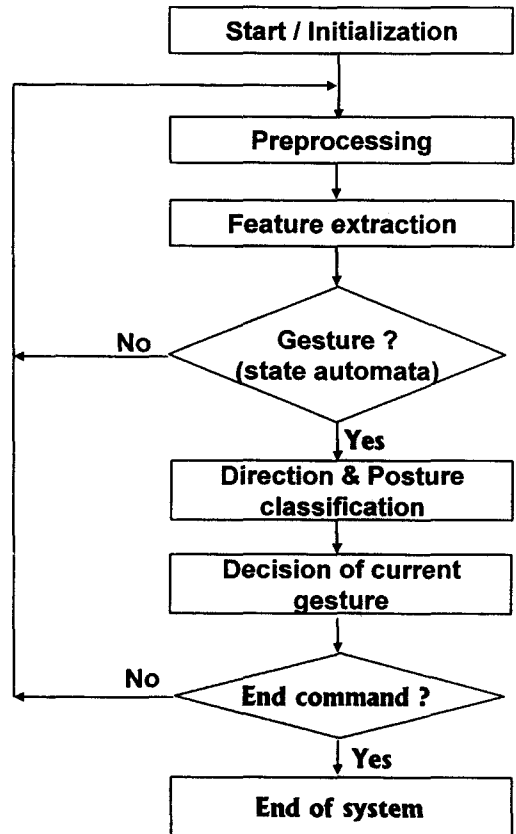 Start / Initialization
Preprocessing
Feature extraction
Gesture ?
(state automata)
No
Yes
Direction & Posture
classification
Decision of current
gesture
End command ?
No
Yes
End of system